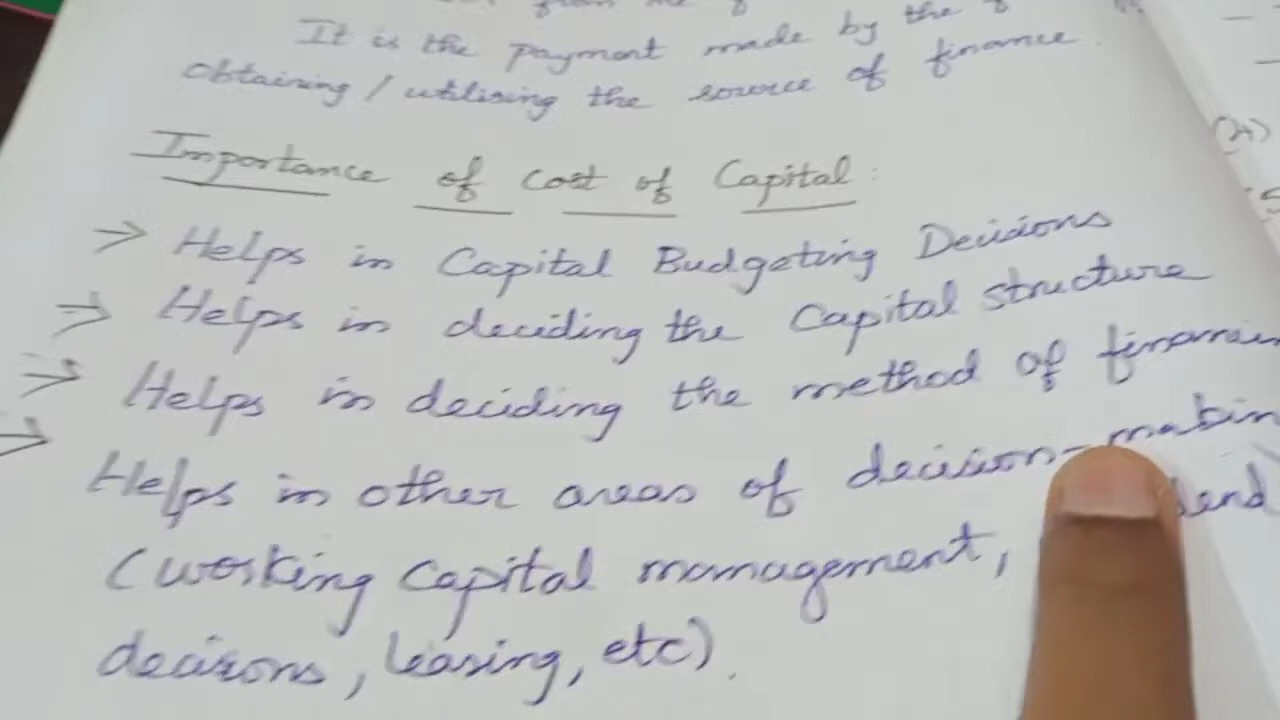 It is the payment made by the
obtaining / utilising the source of finance.
Importance of Cost of Capital:
→ Helps in Capital Budgeting Decisions
→ Helps in deciding the Capital structure
→ Helps in deciding the method of
→ Helps in other areas of decision-makin
(working capital management,
decisions, leasing, etc).